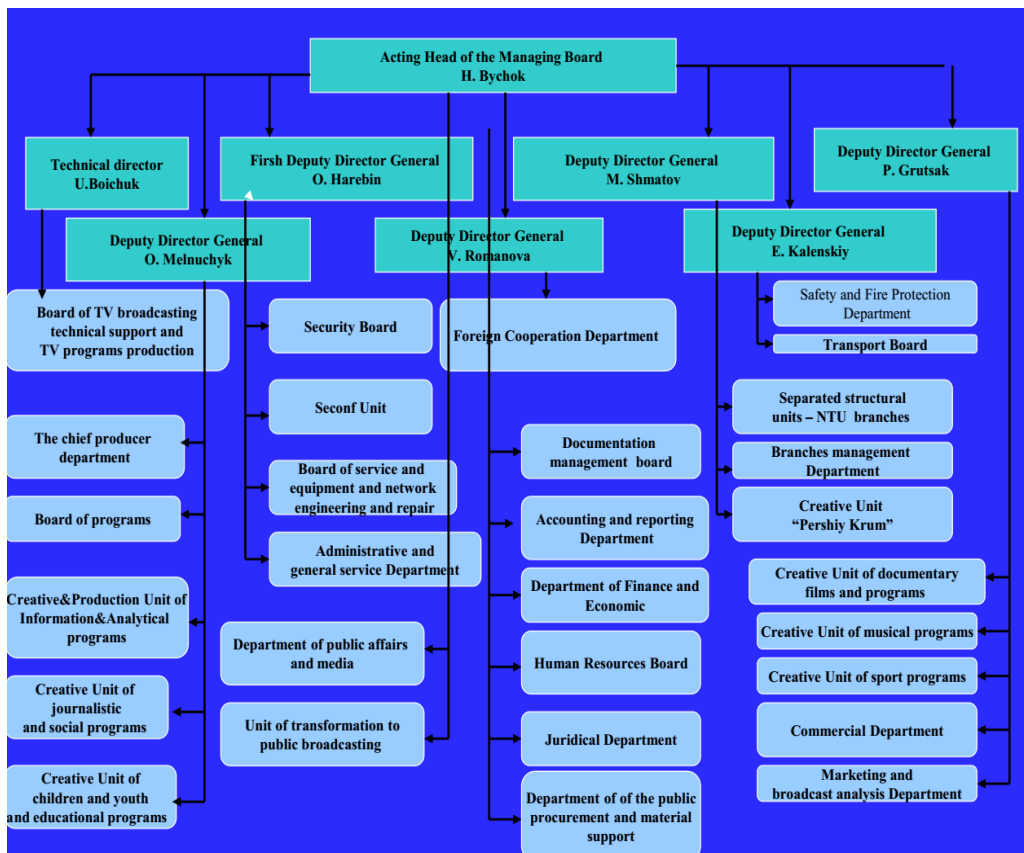 Acting Head of the Managing Board
H. Bychok
Technical director
U.Boichuk
Firsh Deputy Director General
O. Harebin
Deputy Director General
M. Shmatov
Deputy Director General
P. Grutsak
Deputy Director General
O. Melnuchyk
Deputy Director General
V. Romanova
Deputy Director General
E. Kalenskiy
Board of TV broadcasting
technical support and
TV programs production
Security Board
Foreign Cooperation Department
Safety and Fire Protection
Department
Transport Board
Seconf Unit
Separated structural
units – NTU branches
The chief producer
department
Documentation
management board
Branches management
Department
Board of service and
equipment and network
engineering and repair
Board of programs
Accounting and reporting
Department
Creative Unit
“Pershiy Krum”
Administrative and
general service Department
Creative Unit of documentary
films and programs
Department of Finance and
Economic
Creative&Production Unit of
Information&Analytical
programs
Department of public affairs
and media
Creative Unit of musical programs
Human Resources Board
Creative Unit of sport programs
Creative Unit of
journalistic
and social programs
Unit of transformation to
public broadcasting
Juridical Department
Commercial Department
Creative Unit of
children and youth
and educational programs
Department of of the public
procurement and material
support
Marketing and
broadcast analysis Department